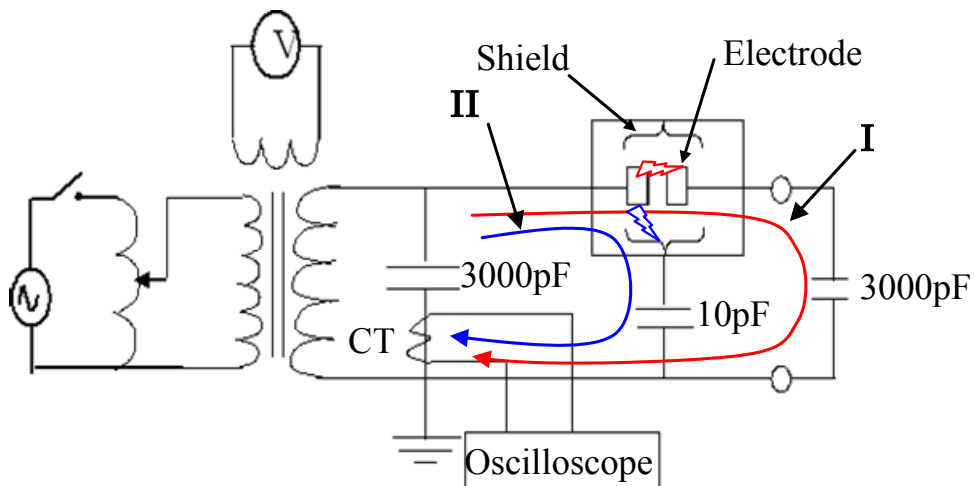 V
Shield
Electrode
II
I
3000pF
10pF
3000pF
CT
Oscilloscope